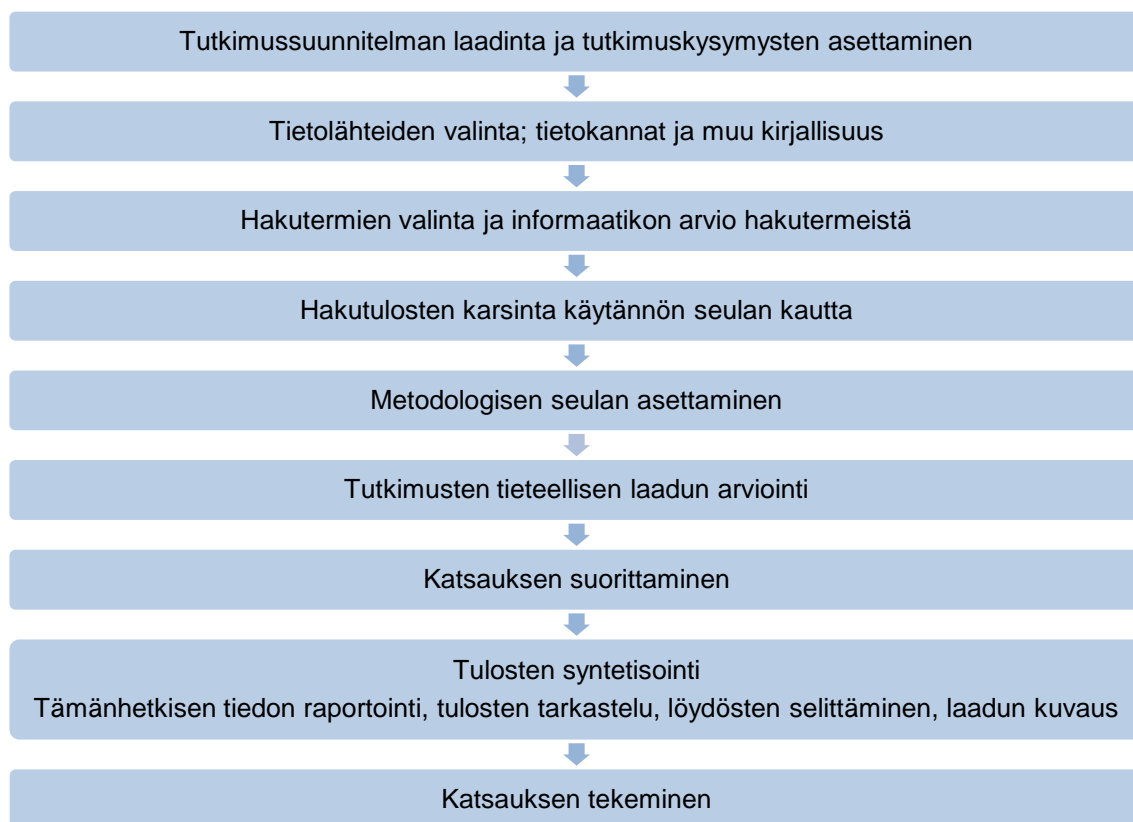 Tutkimussuunnitelman laadinta ja tutkimuskysymysten asettaminen
Tietolähteiden valinta; tietokannat ja muu kirjallisuus
Hakutermien valinta ja informaatikon arvio hakutermeistä
Hakutulosten karsinta käytännön seulan kautta
Metodologisen seulan asettaminen
Tutkimusten tieteellisen laadun arviointi
Katsauksen suorittaminen
Tulosten syntetisointi
Tämänhetkisen tiedon raportointi, tulosten tarkastelu, löydösten selittäminen, laadun kuvaus
Katsauksen tekeminen